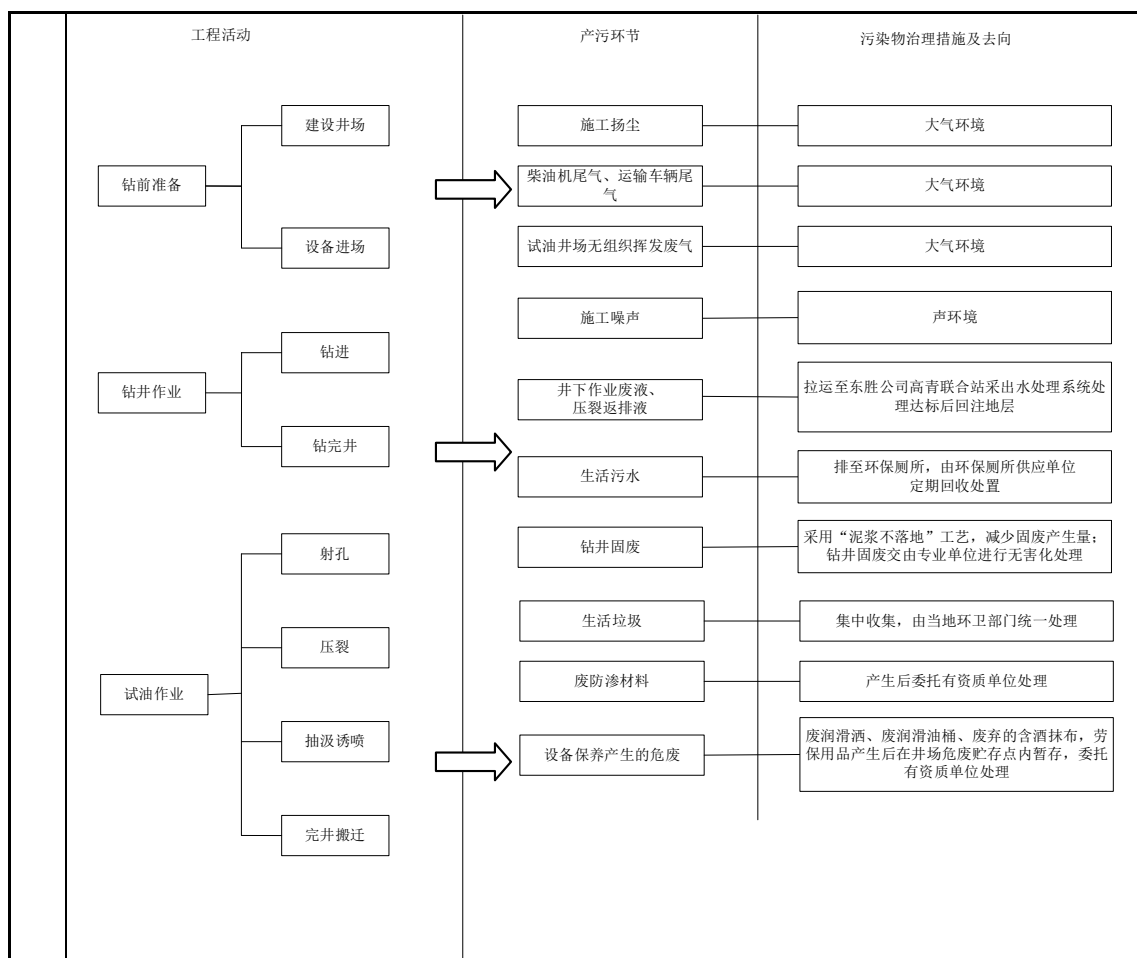 工程活动
产污环节
污染物治理措施及去向
钻前准备
建设井场
设备进场
钻井作业
钻进
钻完井
试油作业
射孔
压裂
抽汲诱喷
完井搬迁
施工扬尘
大气环境
柴油机尾气、运输车辆尾
气
大气环境
试油井场无组织挥发废气
大气环境
施工噪声
声环境
井下作业废液、
压裂返排液
拉运至东胜公司高青联合站采出水处理系统处
理达标后回注地层
生活污水
排至环保厕所，由环保厕所供应单位
定期回收处置
钻井固废
采用“泥浆不落地”工艺，减少固废产生量；
钻井固废交由专业单位进行无害化处理
生活垃圾
集中收集，由当地环卫部门统一处理
废防渗材料
产生后委托有资质单位处理
设备保养产生的危废
废润滑洒、废润滑油桶、废弃的含酒抹布，劳
保用品产生后在井场危废贮存点内暂存，委托
有资质单位处理